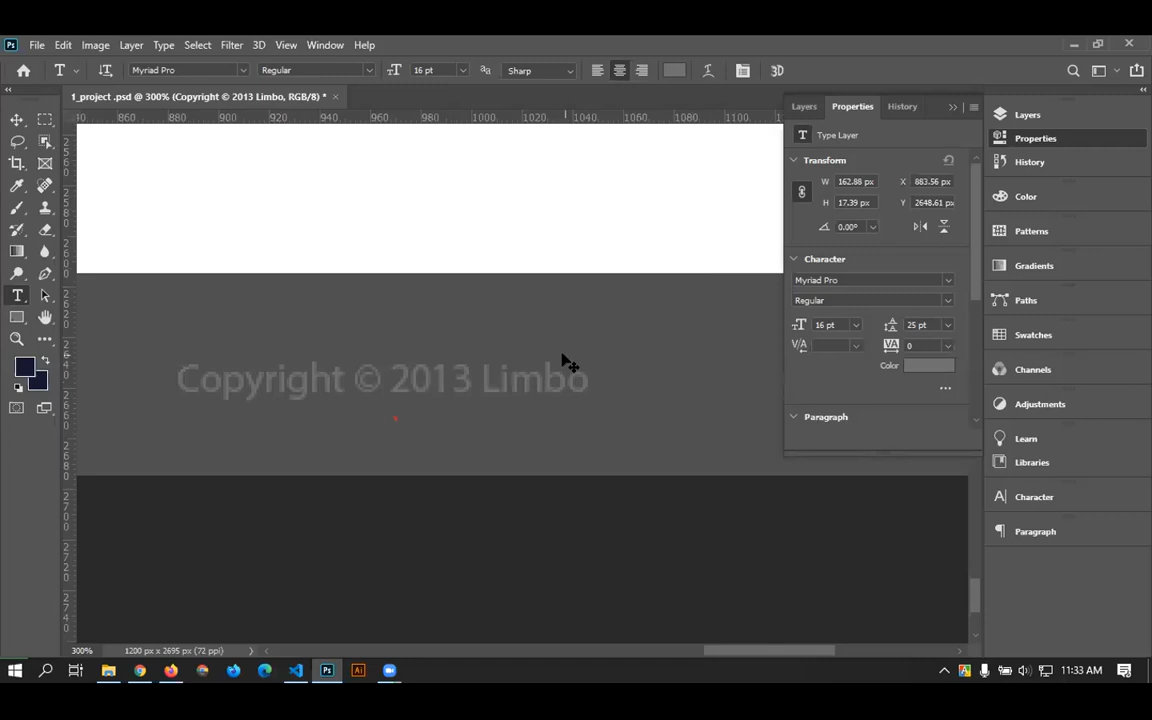 Ps File Edit Image Layer Type Select Filter 3D View Window Help
T Myriad Pro Regular 16 pt Sharp 3D
1_project .psd @ 300% (Copyright © 2013 Limbo, RGB/8) * ×
860 880 900 920 940 960 980 1000 1020 1040 1060 1080 1100
Layers Properties History
T Type Layer
Transform
W 162.88 px X 883.56 px
H 17.39 px Y 2648.61 px
0.00°
Character
Myriad Pro
Regular
16 pt 25 pt
0
Color
Paragraph
Copyright © 2013 Limbo
Layers
Properties
History
Color
Patterns
Gradients
Paths
Swatches
Channels
Adjustments
Learn
Libraries
Character
Paragraph
300% 1200 px x 2695 px (72 ppi)
Ps Ai 11:33 AM